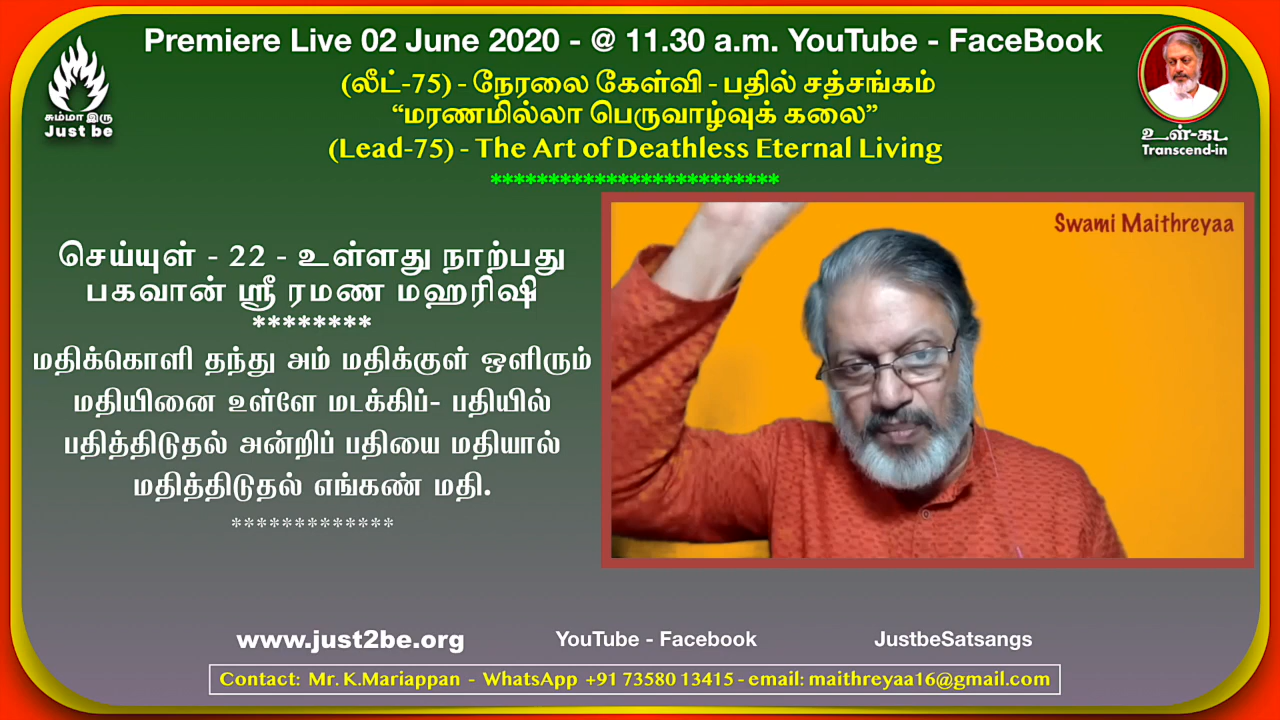 Premiere Live 02 June 2020 - @ 11.30 a.m. YouTube - FaceBook
(லீட்-75) - நேரலை கேள்வி - பதில் சத்சங்கம்
“மரணமில்லா பெருவாழ்வுக் கலை”
(Lead-75) - The Art of Deathless Eternal Living
*************************
சும்மா இரு
Just be
உள்-கட
Transcend-in
செய்யுள் - 22 - உள்ளது நாற்பது
பகவான் ஸ்ரீ ரமண மஹரிஷி
********
மதிக்கொளி தந்து அம் மதிக்குள் ஒளிரும்
மதியினை உள்ளே மடக்கிப்- பதியில்
பதித்திடுதல் அன்றிப் பதியை மதியால்
மதித்திடுதல் எங்கண் மதி.
*************
Swami Maithreyaa
www.just2be.org YouTube - Facebook JustbeSatsangs
Contact: Mr. K.Mariappan - WhatsApp +91 73580 13415 - email: maithreyaa16@gmail.com